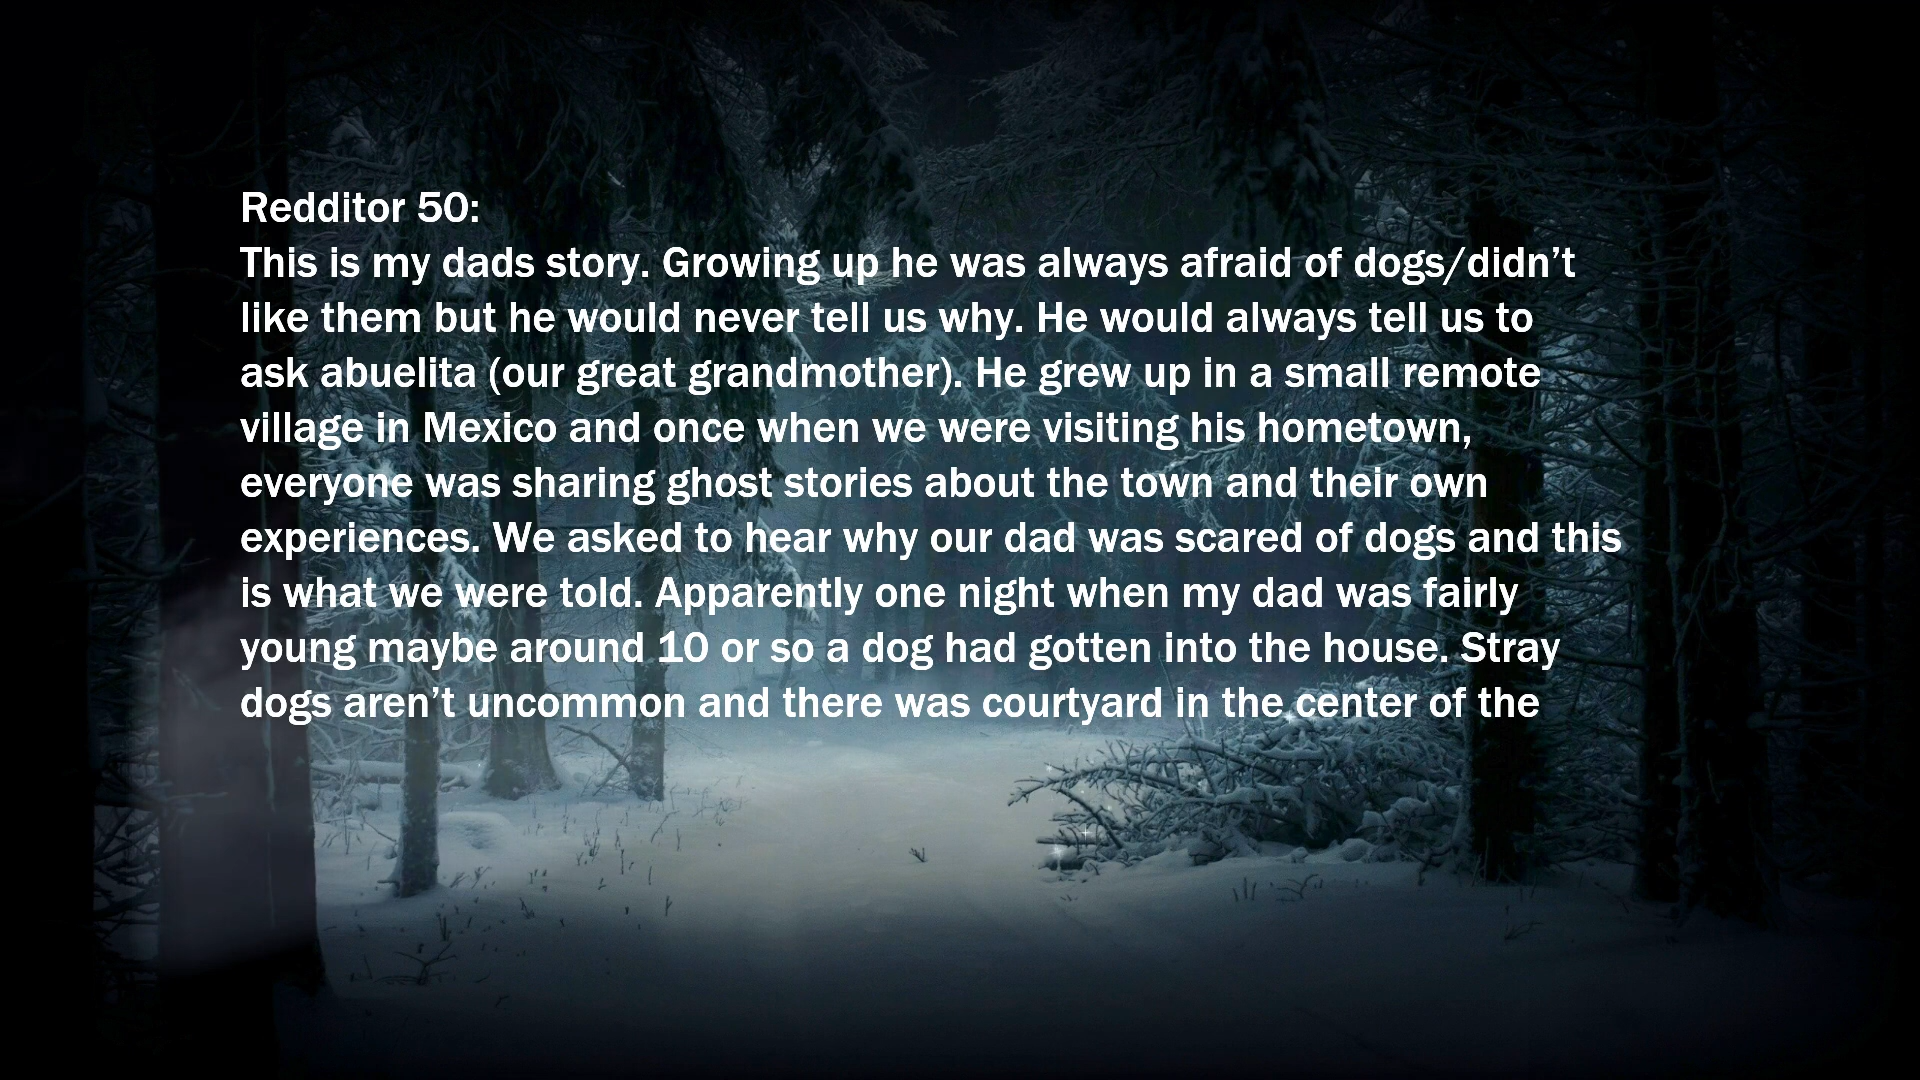 Redditor 50:
This is my dads story. Growing up he was always afraid of dogs/didn’t
like them but he would never tell us why. He would always tell us to
ask abuelita (our great grandmother). He grew up in a small remote
village in Mexico and once when we were visiting his hometown,
everyone was sharing ghost stories about the town and their own
experiences. We asked to hear why our dad was scared of dogs and this
is what we were told. Apparently one night when my dad was fairly
young maybe around 10 or so a dog had gotten into the house. Stray
dogs aren’t uncommon and there was courtyard in the center of the